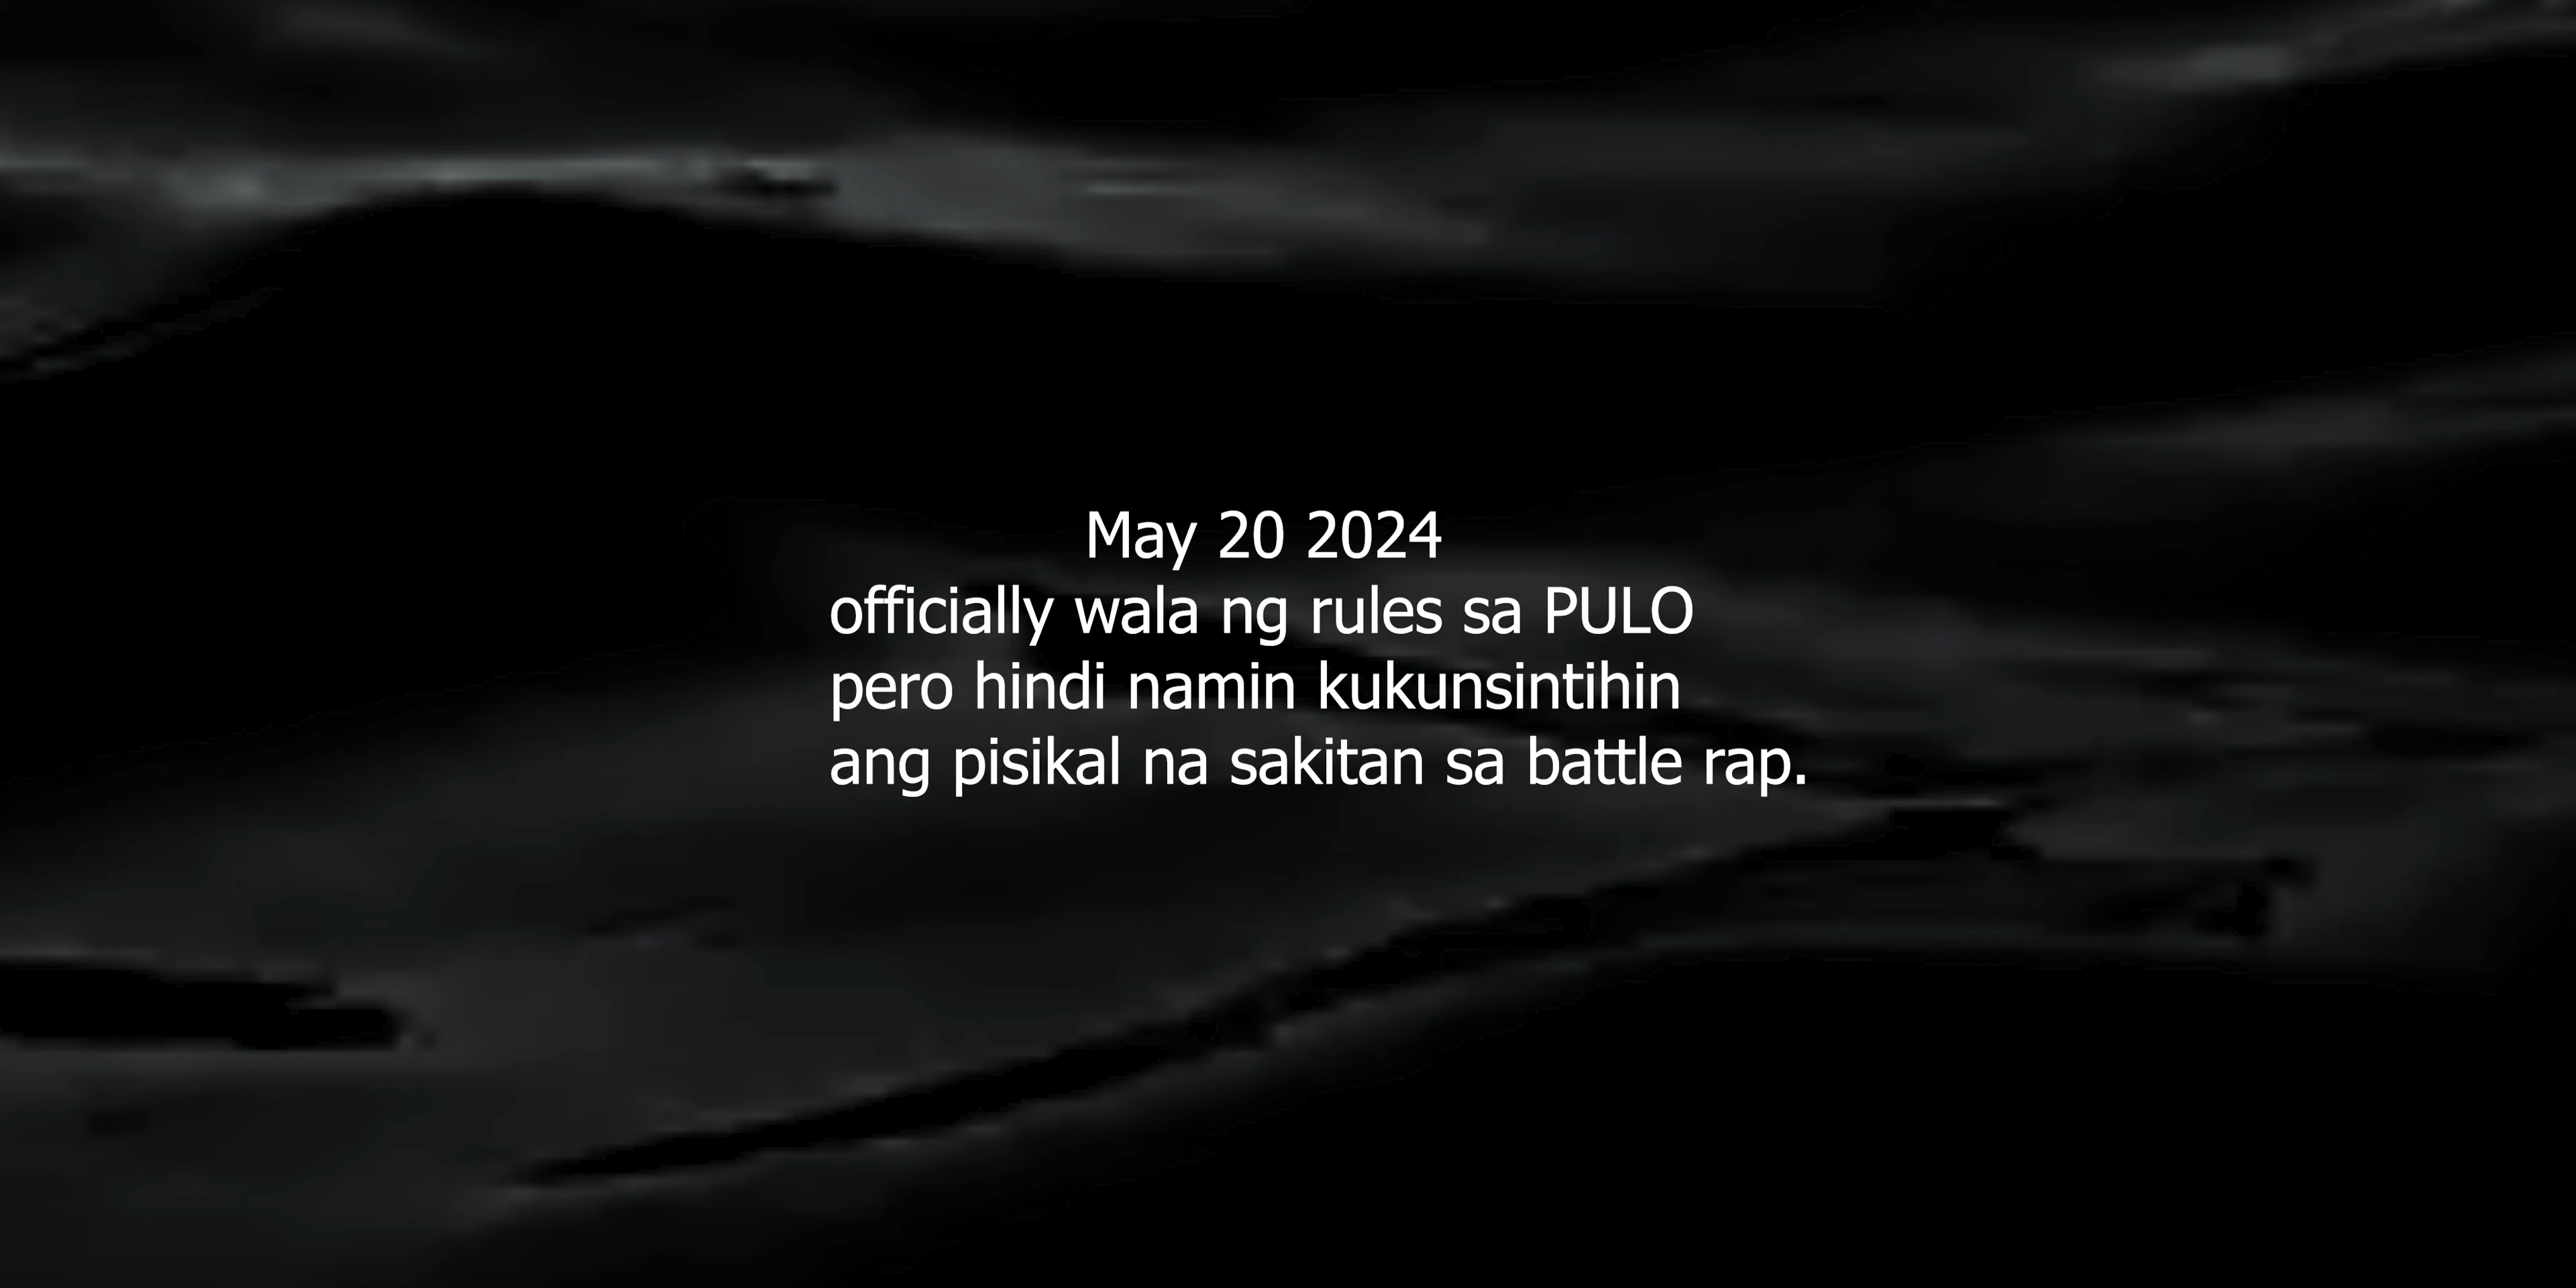 May 20 2024
officially wala ng rules sa PULO
pero hindi namin kukunsintihin
ang pisikal na sakitan sa battle rap.